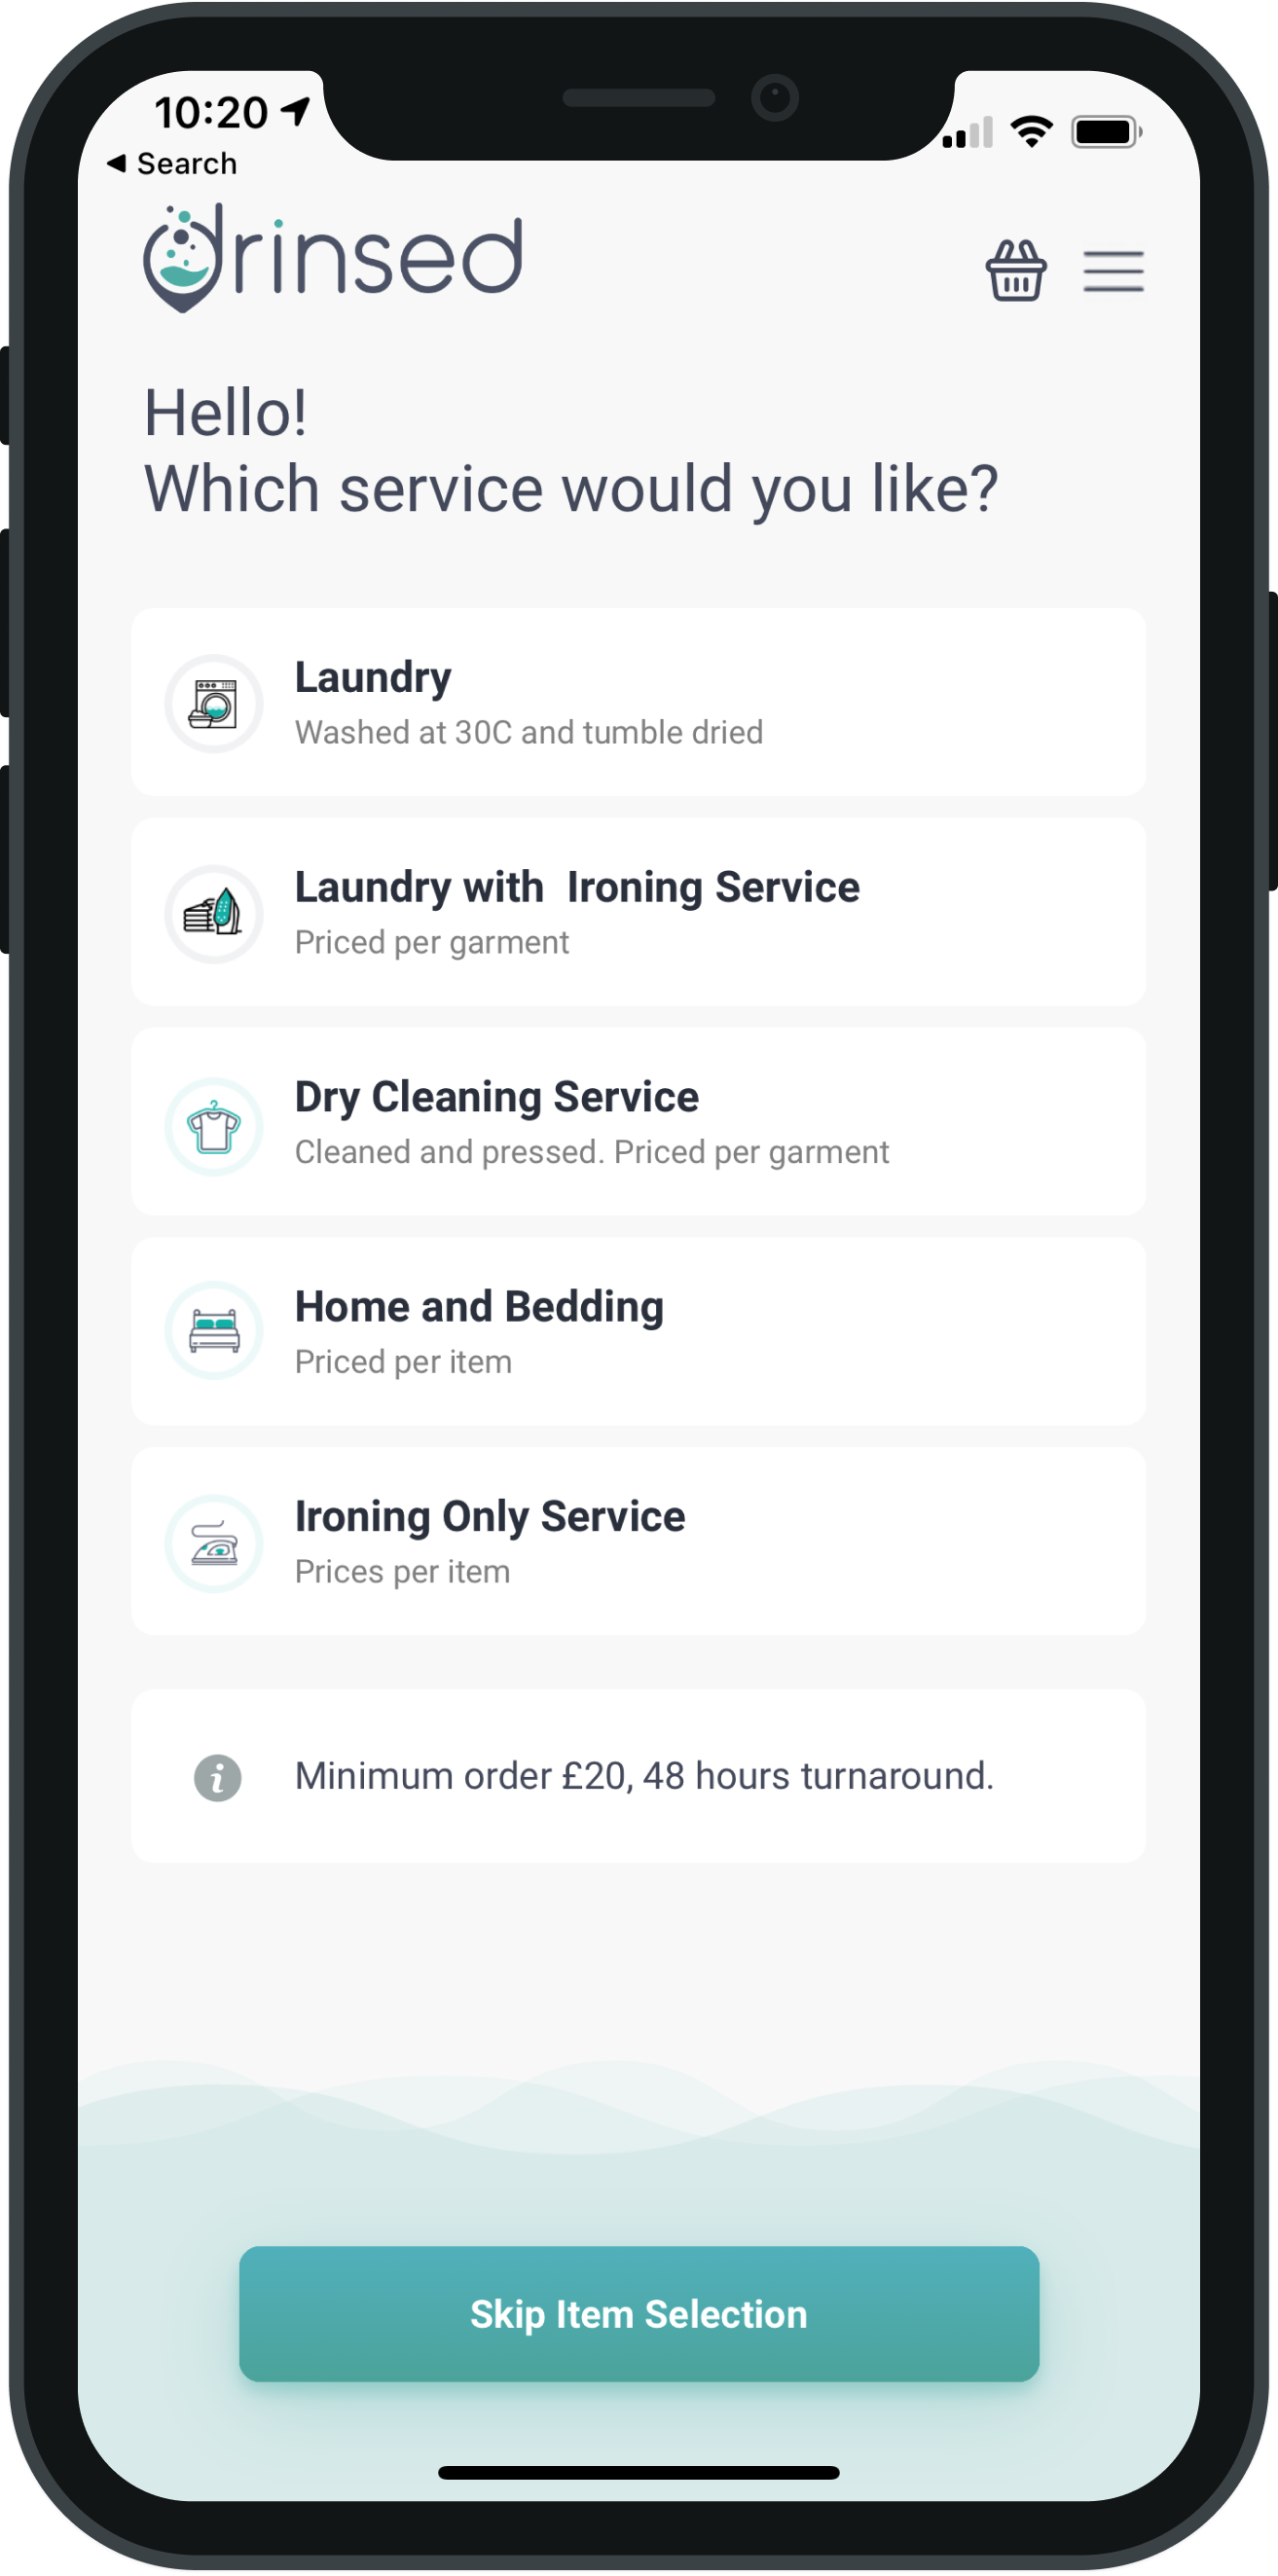 10:20
Search
drinsed
Hello!
Which service would you like?
Laundry
Washed at 30C and tumble dried
Laundry with  Ironing Service
Priced per garment
Dry Cleaning Service
Cleaned and pressed. Priced per garment
Home and Bedding
Priced per item
Ironing Only Service
Prices per item
i Minimum order £20, 48 hours turnaround.
Skip Item Selection